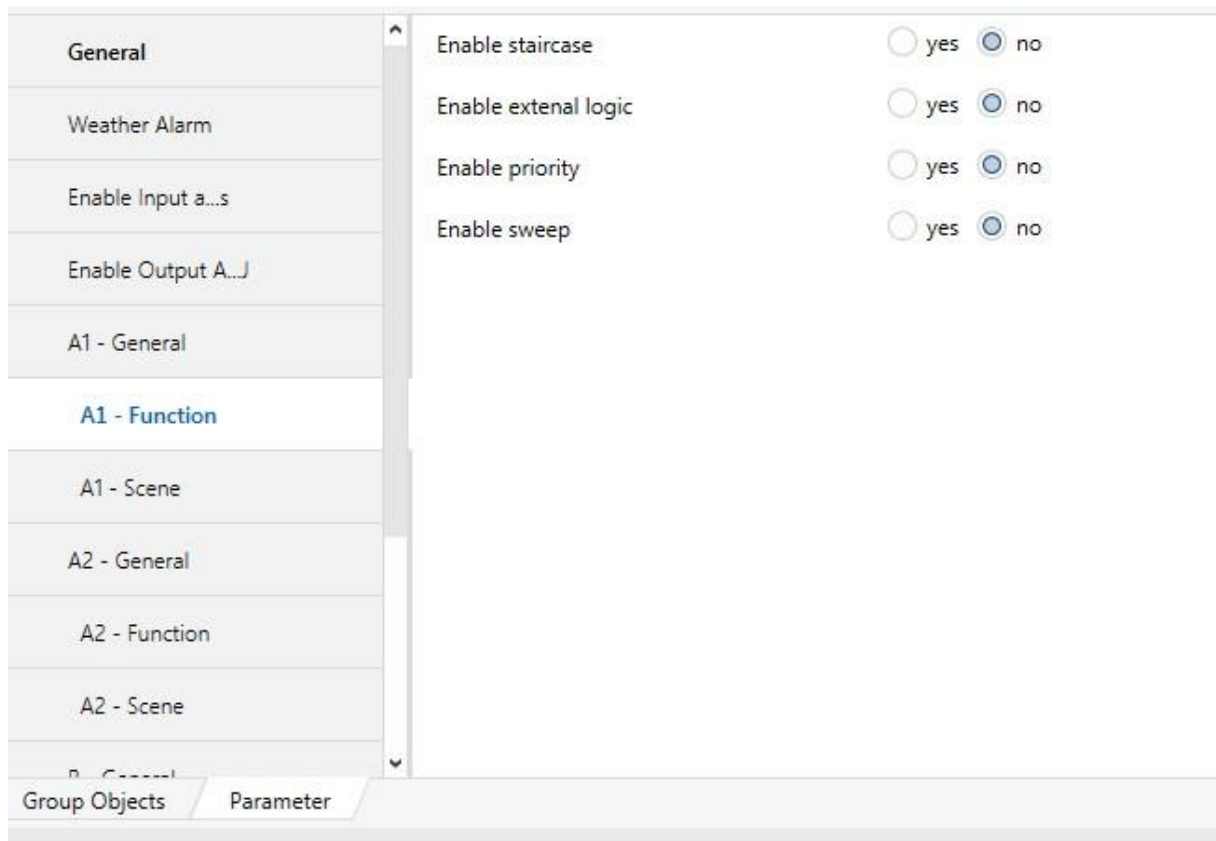 General
Weather Alarm
Enable Input a...s
Enable Output A...J
A1 - General
A1 - Function
A1 - Scene
A2 - General
A2 - Function
A2 - Scene
Enable staircase yes no
Enable extenal logic yes no
Enable priority yes no
Enable sweep yes no
Group Objects Parameter